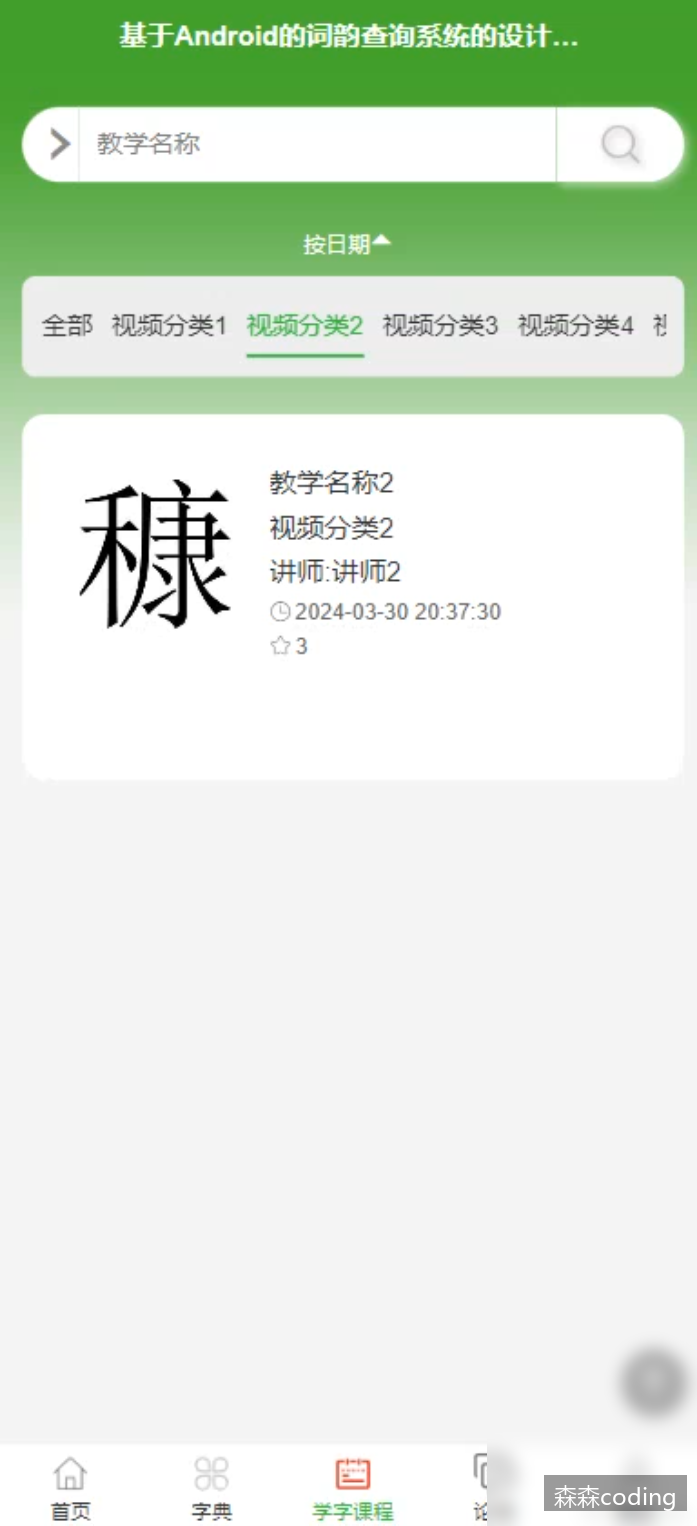 基于Android的词韵查询系统的设计...
教学名称
按日期
全部 视频分类1 视频分类2 视频分类3 视频分类4
穅
教学名称2
视频分类2
讲师:讲师2
2024-03-30 20:37:30
3
首页 字典 学字课程
森森coding